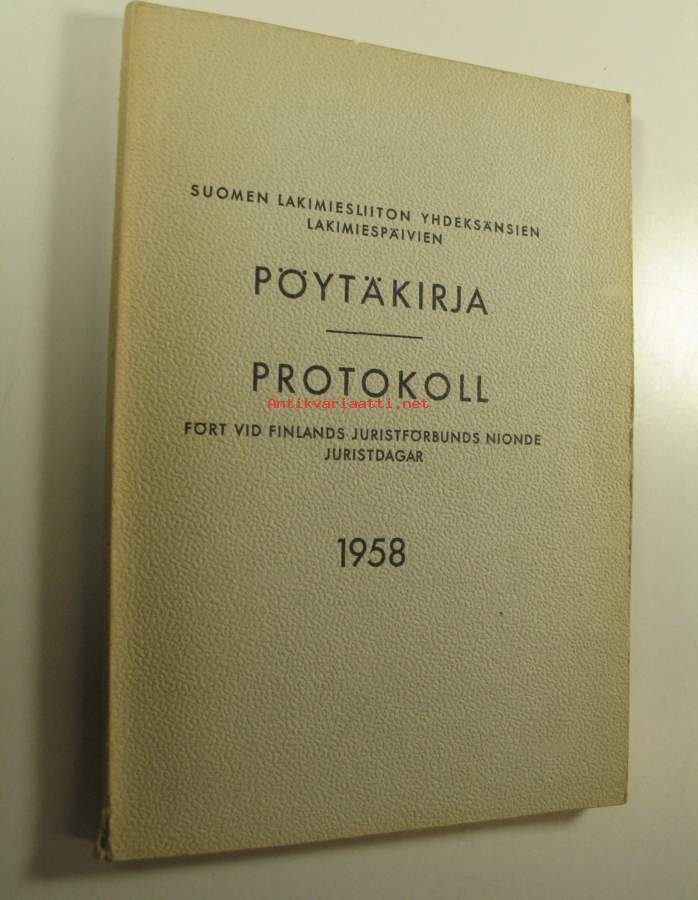 SUOMEN LAKIMIESLIITON YHDEKSÄNSIEN
LAKIMIESPÄIVIEN
PÖYTÄKIRJA
PROTOKOLL
Antikvariaatti.net
FÖRT VID FINLANDS JURISTFÖRBUNDS NIONDE
JURISTDAGAR
1958